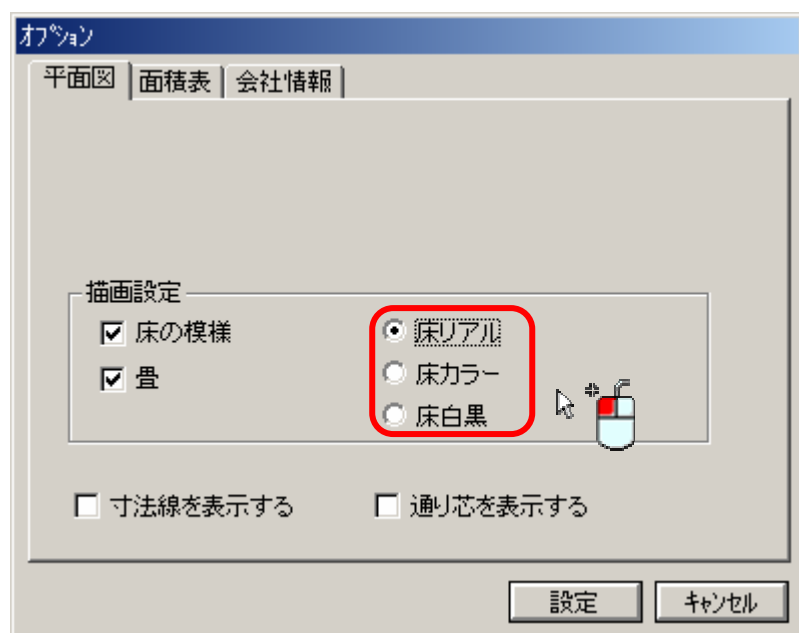 オプション
平面図 面積表 会社情報
描画設定
床の模様 床リアル
畳 床カラー
床白黒
寸法線を表示する 通り芯を表示する
設定 キャンセル